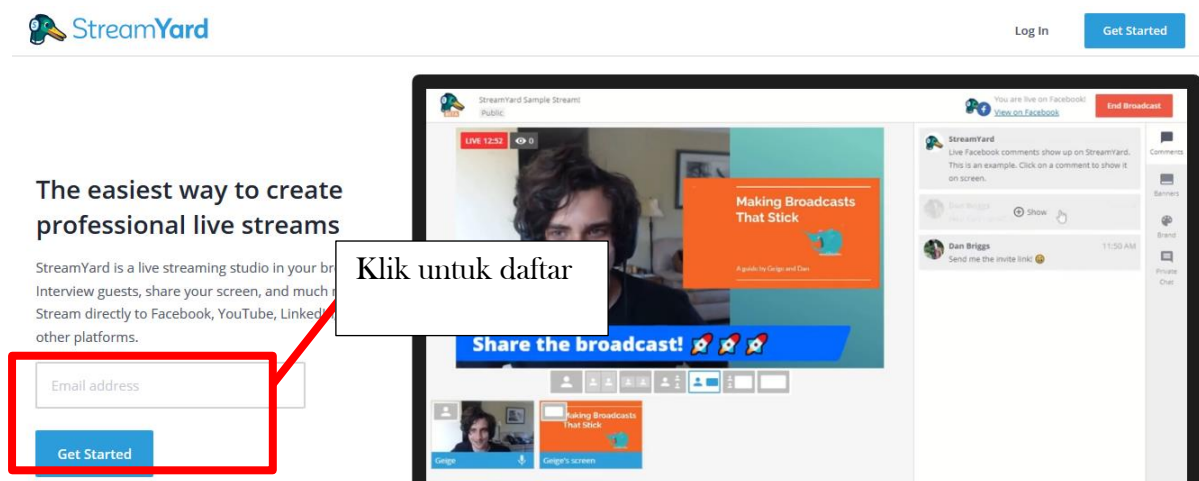 StreamYard
Log In
Get Started
The easiest way to create
professional live streams
StreamYard is a live streaming studio in your br
Interview guests, share your screen, and much
Stream directly to Facebook, YouTube, LinkedI
other platforms.
Email address
Get Started
Klik untuk daftar
StreamYard Sample Stream!
Public
You are live on Facebook!
View on Facebook
End Broadcast
LIVE 12:52
0
Making Broadcasts
That Stick
A guide by Geige and Dan
Share the broadcast! 🚀 🚀 🚀
Geige
Making Broadcasts
That Stick
Geige's screen
StreamYard
Live Facebook comments show up on StreamYard.
This is an example. Click on a comment to show it
on screen.
Dan Briggs
Show
Dan Briggs
11:50 AM
Send me the invite link! 😀
Comments
Banners
Brand
Private
Chat